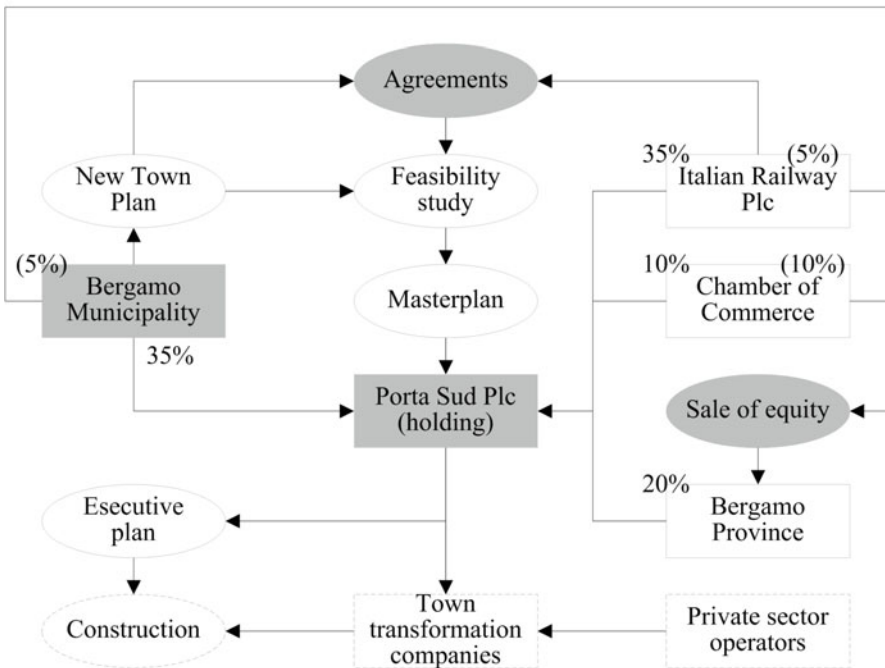 Agreements
New Town
Plan
Feasibility
study
35%
(5%)
Italian Railway
Plc
(5%)
Bergamo
Municipality
35%
Masterplan
10%
(10%)
Chamber of
Commerce
Porta Sud Plc
(holding)
Sale of equity
20%
Bergamo
Province
Esecutive
plan
Construction
Town
transformation
companies
Private sector
operators